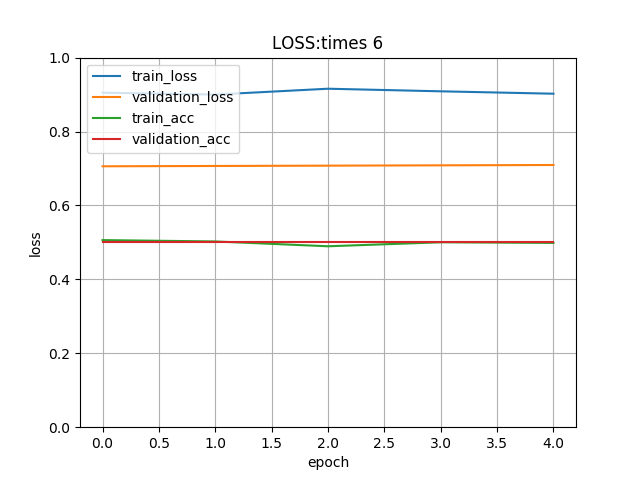 LOSS:times 6
train_loss
validation_loss
train_acc
validation_acc
1.0
0.8
0.6
0.4
0.2
0.0
loss
0.0 0.5 1.0 1.5 2.0 2.5 3.0 3.5 4.0
epoch